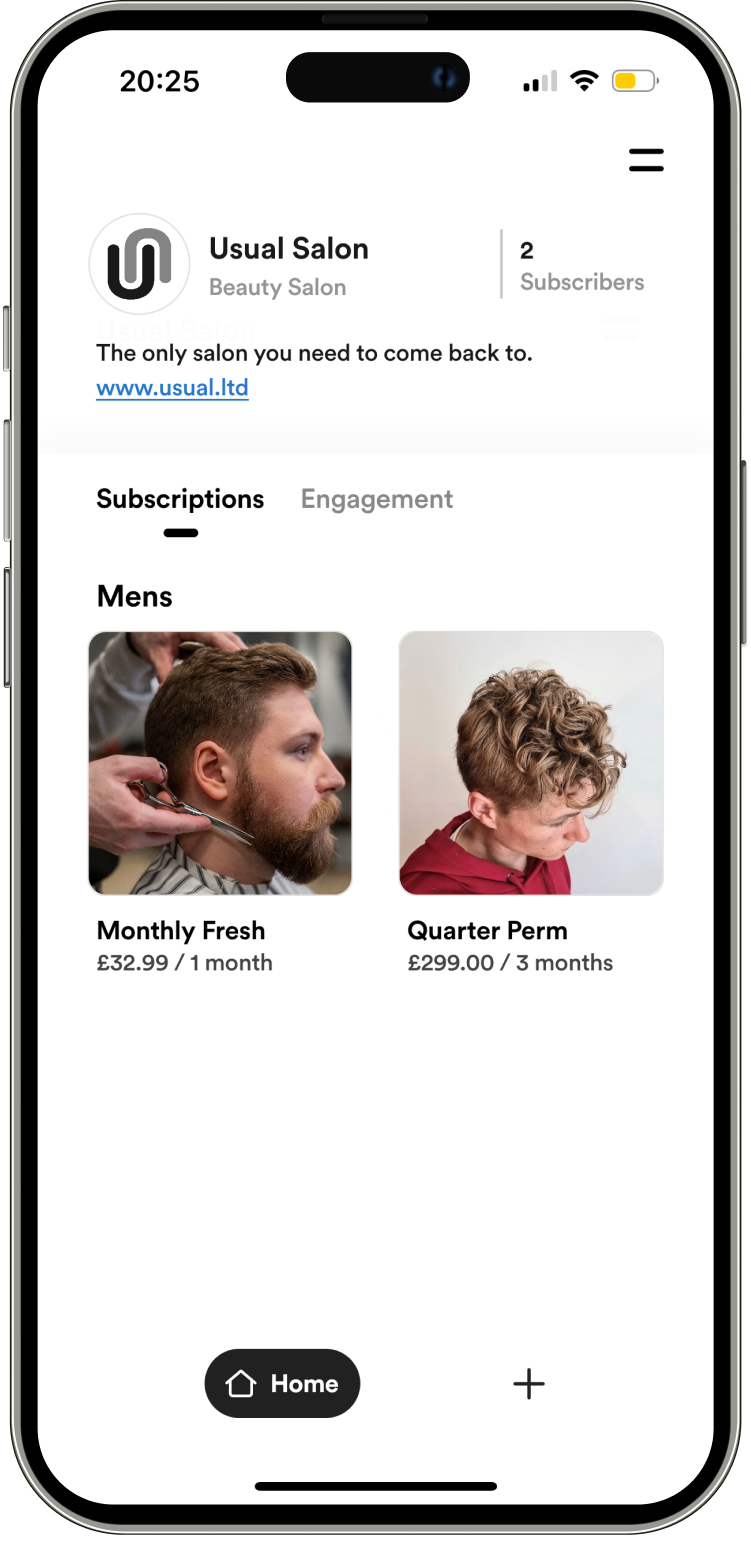 20:25
Usual Salon
Beauty Salon
2
Subscribers
Usual Salon
The only salon you need to come back to.
www.usual.ltd
Subscriptions Engagement
Mens
Monthly Fresh
£32.99 / 1 month
Quarter Perm
£299.00 / 3 months
Home